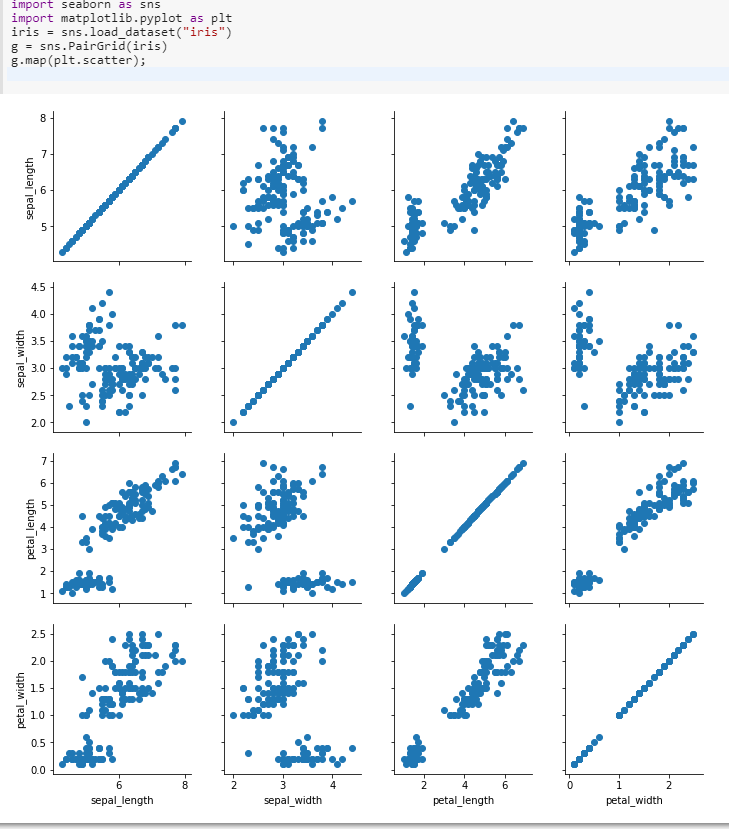 import seaborn as sns
import matplotlib.pyplot as plt
iris = sns.load_dataset("iris")
g = sns.PairGrid(iris)
g.map(plt.scatter);
8
7
6
5
sepal_length
4.5
4.0
3.5
3.0
2.5
2.0
sepal_width
7
6
5
4
3
2
1
petal_length
2.5
2.0
1.5
1.0
0.5
0.0
petal_width
6 8 2 3 4 2 4 6 0 1 2
sepal_length sepal_width petal_length petal_width